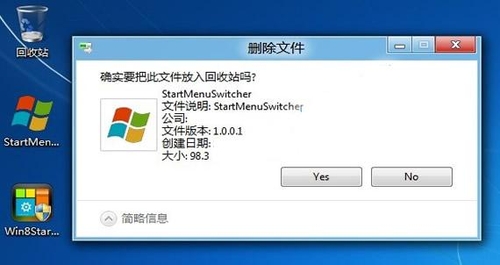 回收站
StartMen...
Win8Star...
删除文件
确实要把此文件放入回收站吗?
StartMenuSwitcher
文件说明: StartMenuSwitcher
公司:
文件版本: 1.0.0.1
创建日期:
大小: 98.3
Yes
No
简略信息